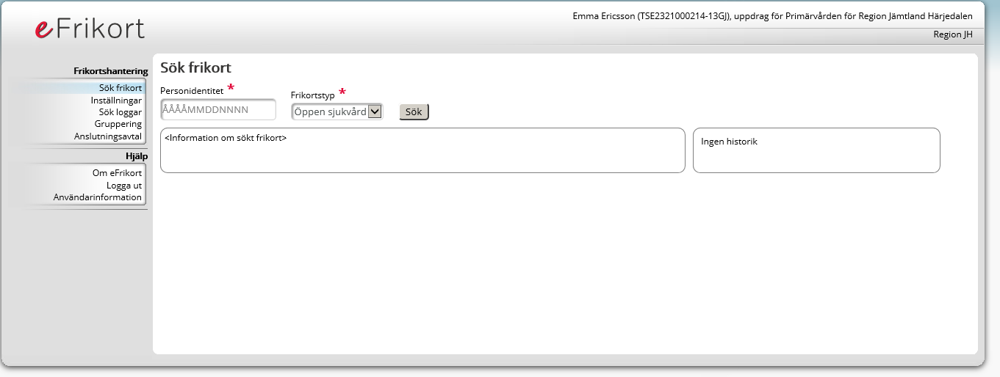 eFrikort
Emma Ericsson (TSE2321000214-13GJ), uppdrag för Primärvården för Region Jämtland Härjedalen
Region JH
Frikortshantering
Sök frikort
Inställningar
Sök loggar
Gruppering
Anslutningsavtal
Hjälp
Om eFrikort
Logga ut
Användarinformation
Sök frikort
Personidentitet *
Frikortstyp *
ÅÅÅÅMMDDNNNN
Öppen sjukvård
Sök
<Information om sökt frikort>
Ingen historik